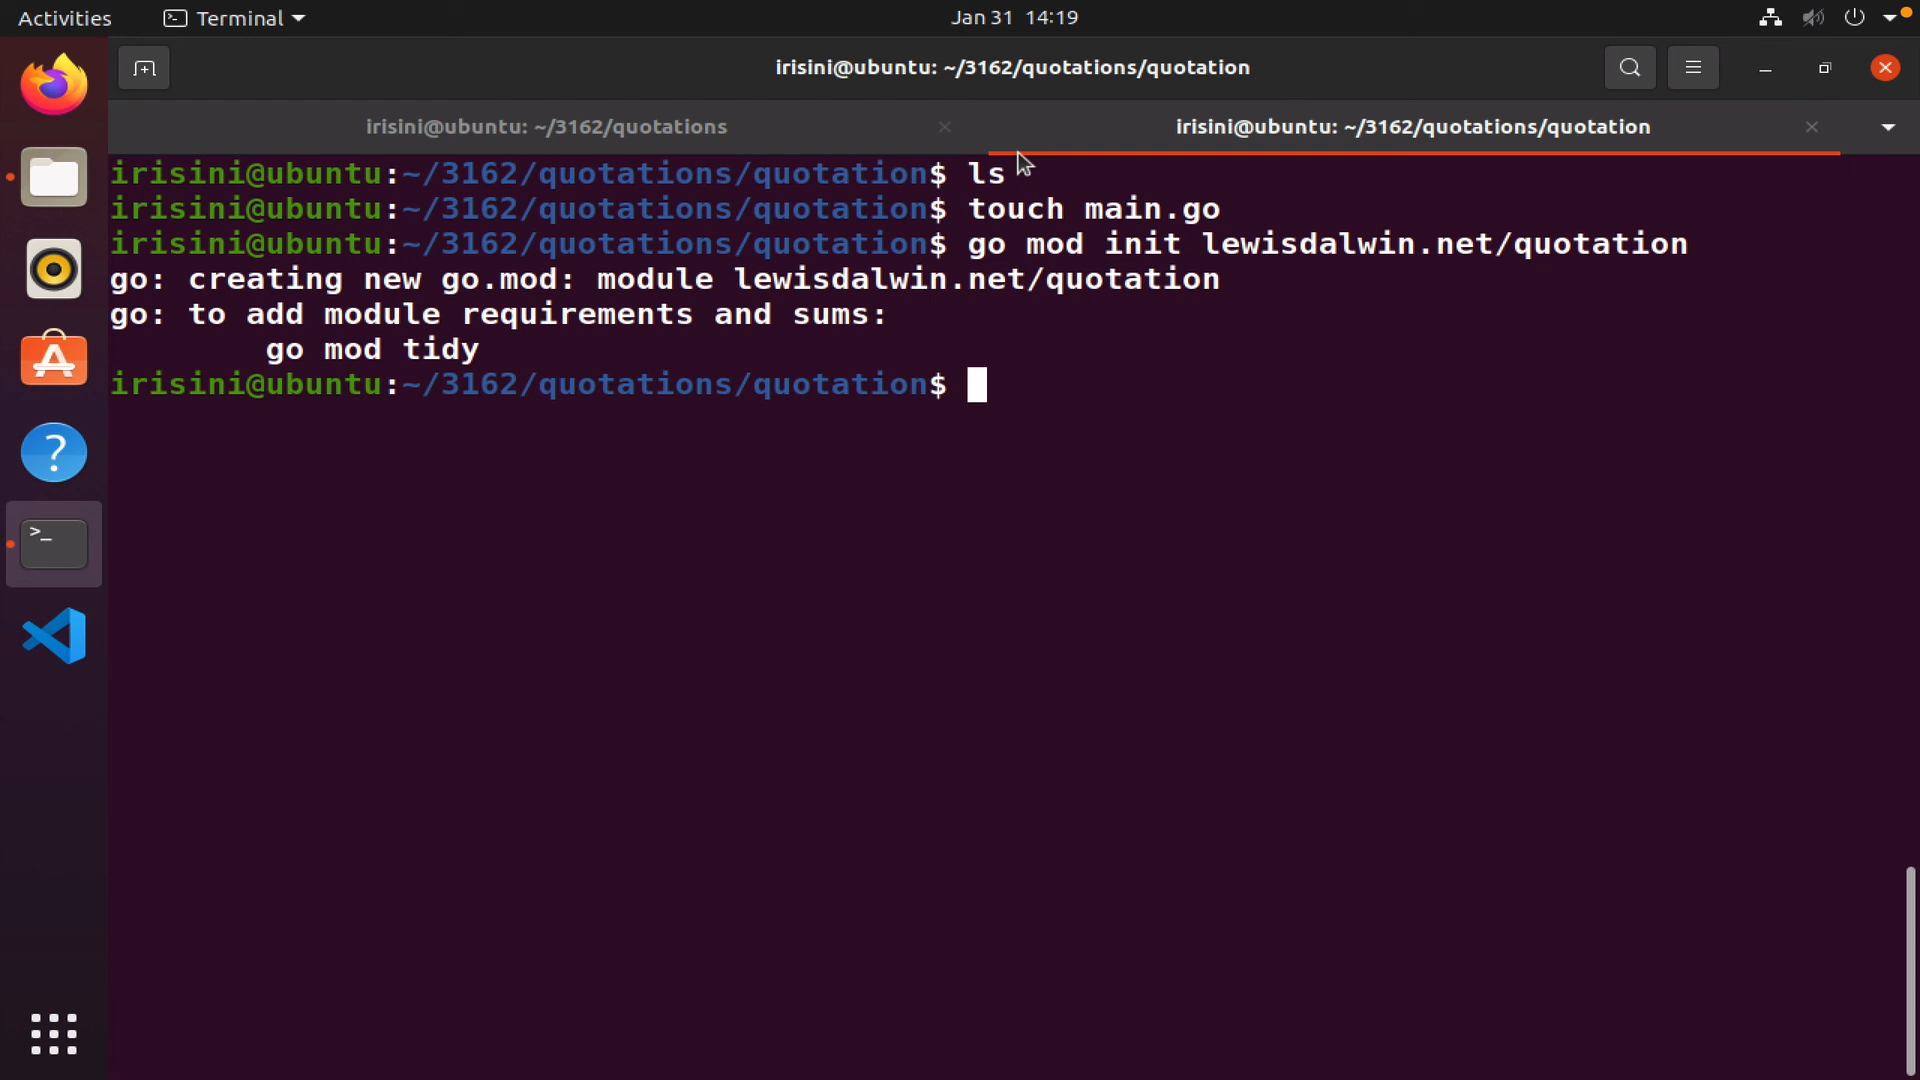 Activities
Terminal
Jan 31 14:19
irisini@ubuntu: ~/3162/quotations/quotation
irisini@ubuntu: ~/3162/quotations
irisini@ubuntu: ~/3162/quotations/quotation
irisini@ubuntu:~/3162/quotations/quotation$ ls
irisini@ubuntu:~/3162/quotations/quotation$ touch main.go
irisini@ubuntu:~/3162/quotations/quotation$ go mod init lewisdalwin.net/quotation
go: creating new go.mod: module lewisdalwin.net/quotation
go: to add module requirements and sums:
go mod tidy
irisini@ubuntu:~/3162/quotations/quotation$